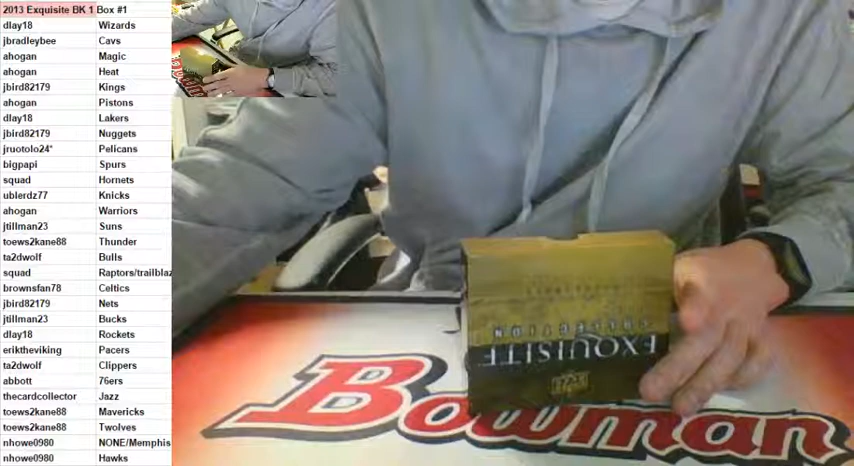 2013 Exquisite BK 1 Box #1
dlay18 Wizards
jbradleybee Cavs
ahogan Magic
ahogan Heat
jbird82179 Kings
ahogan Pistons
dlay18 Lakers
jbird82179 Nuggets
jruotolo24* Pelicans
bigpapi Spurs
squad Hornets
ublerdz77 Knicks
ahogan Warriors
jtillman23 Suns
toews2kane88 Thunder
ta2dwolf Bulls
squad Raptors/trailblaz
brownsfan78 Celtics
jbird82179 Nets
jtillman23 Bucks
dlay18 Rockets
eriktheviking Pacers
ta2dwolf Clippers
abbott 76ers
thecardcollector Jazz
toews2kane88 Mavericks
toews2kane88 Twolves
nhowe0980 NONE/Memphis
nhowe0980 Hawks
EXQUISITE
COLLECTION
Bowman